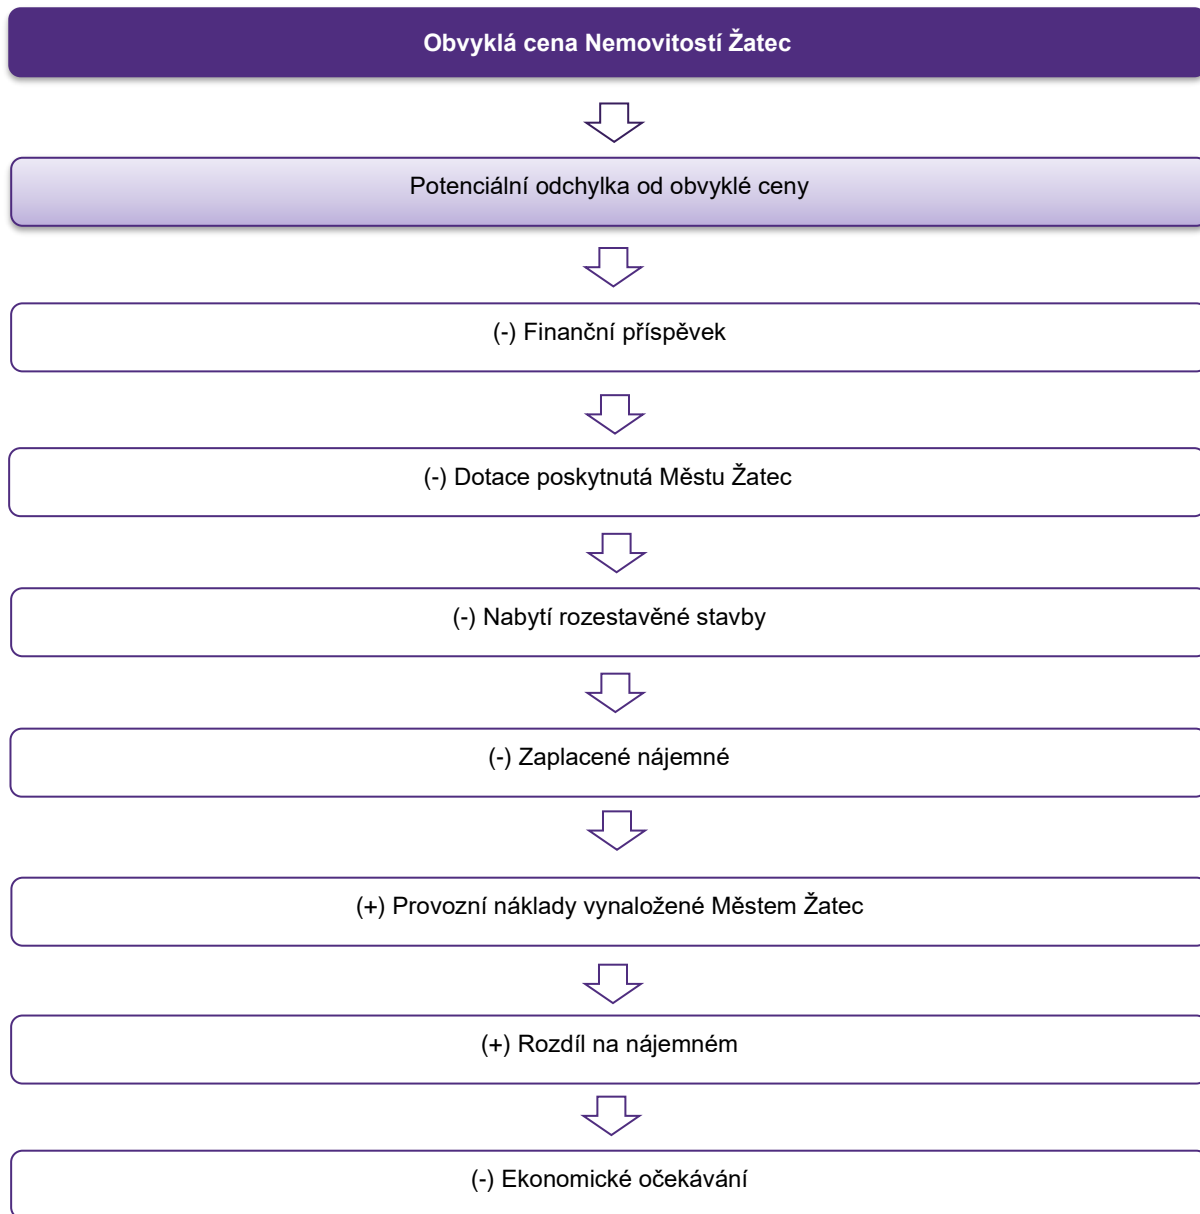 Obvyklá cena Nemovitostí Žatec
Potenciální odchylka od obvyklé ceny
(-) Finanční příspěvek
(-) Dotace poskytnutá Městu Žatec
(-) Nabytí rozestavěné stavby
(-) Zaplacené nájemné
(+) Provozní náklady vynaložené Městem Žatec
(+) Rozdíl na nájemném
(-) Ekonomické očekávání